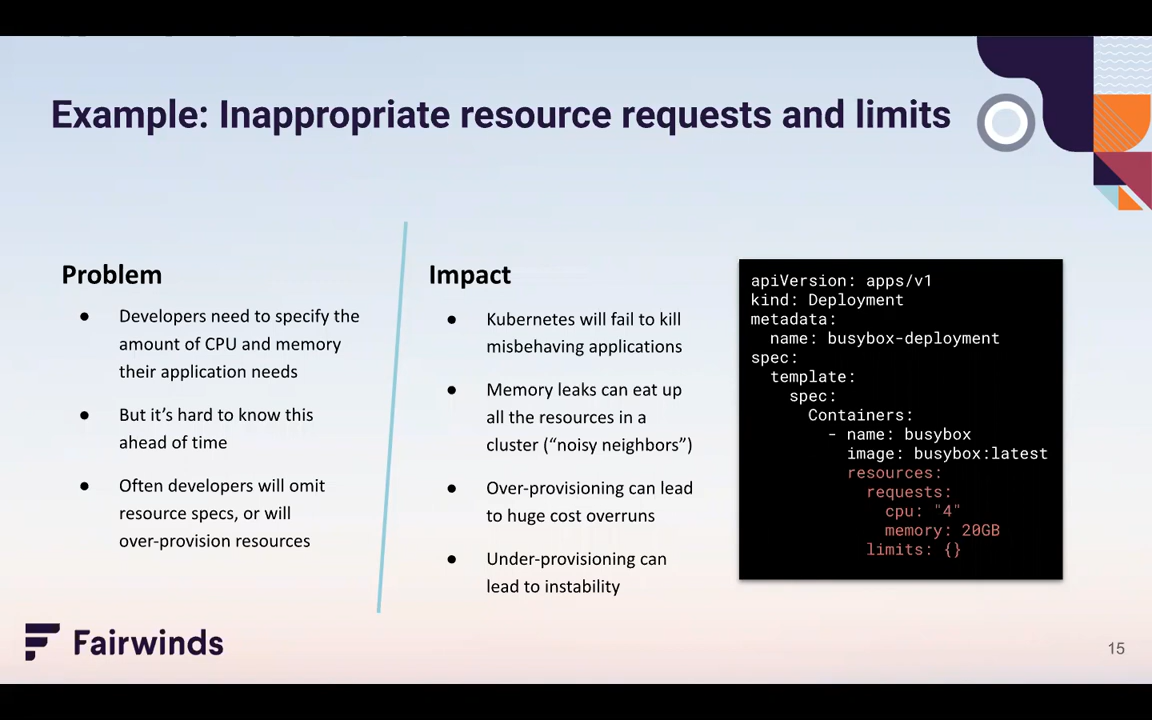 Example: Inappropriate resource requests and limits
Problem
● Developers need to specify the
amount of CPU and memory
their application needs
● But it’s hard to know this
ahead of time
● Often developers will omit
resource specs, or will
over-provision resources
Impact
● Kubernetes will fail to kill
misbehaving applications
● Memory leaks can eat up
all the resources in a
cluster (“noisy neighbors”)
● Over-provisioning can lead
to huge cost overruns
● Under-provisioning can
lead to instability
apiVersion: apps/v1
kind: Deployment
metadata:
  name: busybox-deployment
spec:
  template:
    spec:
      Containers:
        - name: busybox
          image: busybox:latest
          resources:
            requests:
              cpu: "4"
              memory: 20GB
            limits: {}
Fairwinds
15